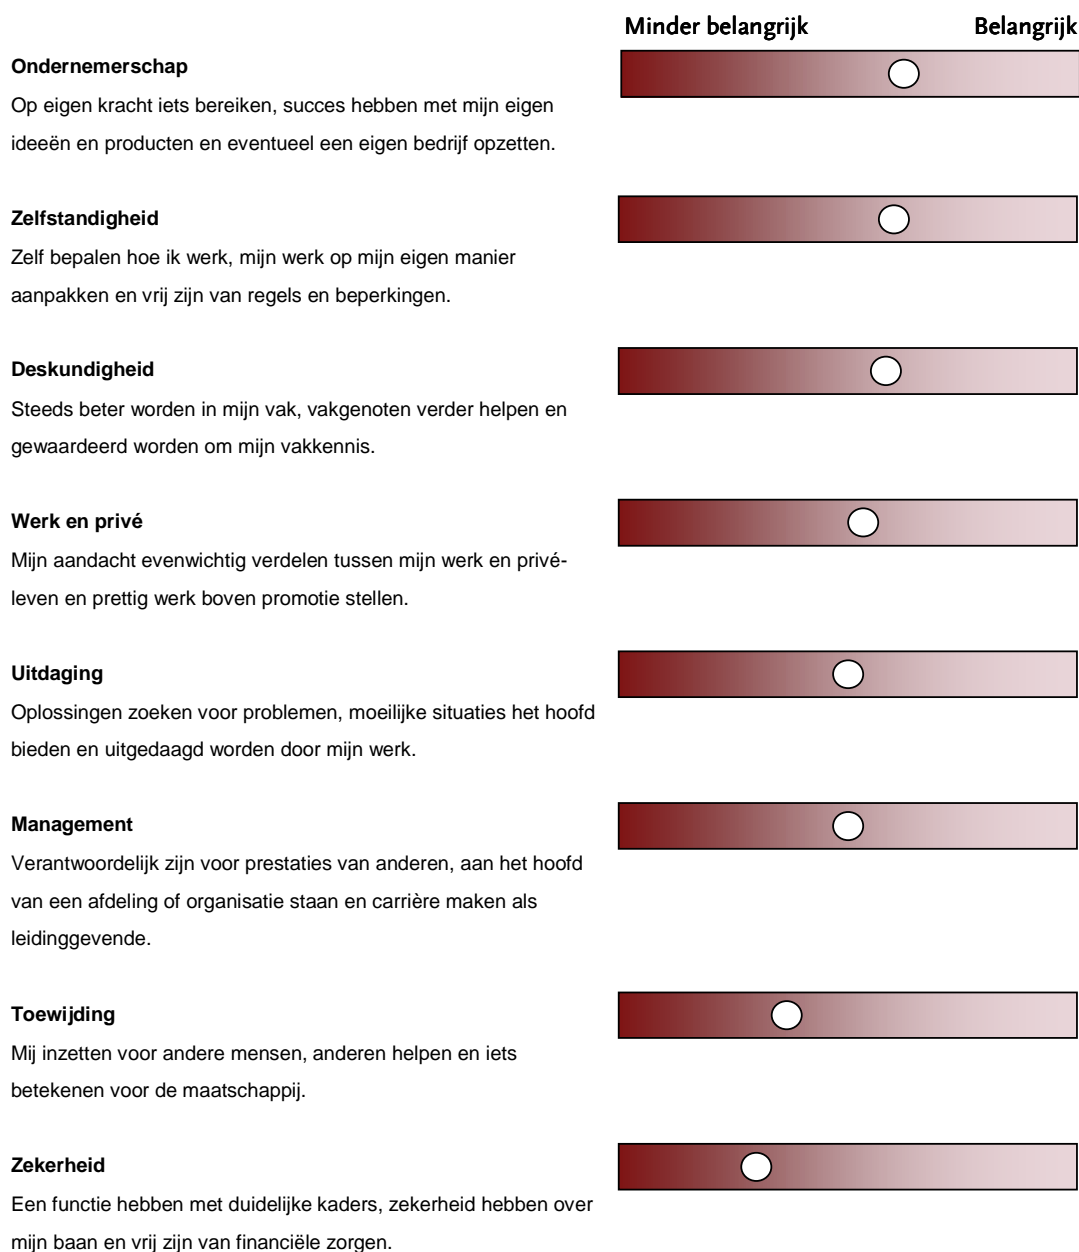 Minder belangrijk Belangrijk
Ondernemerschap
Op eigen kracht iets bereiken, succes hebben met mijn eigen
ideeën en producten en eventueel een eigen bedrijf opzetten.
Zelfstandigheid
Zelf bepalen hoe ik werk, mijn werk op mijn eigen manier
aanpakken en vrij zijn van regels en beperkingen.
Deskundigheid
Steeds beter worden in mijn vak, vakgenoten verder helpen en
gewaardeerd worden om mijn vakkennis.
Werk en privé
Mijn aandacht evenwichtig verdelen tussen mijn werk en privé-
leven en prettig werk boven promotie stellen.
Uitdaging
Oplossingen zoeken voor problemen, moeilijke situaties het hoofd
bieden en uitgedaagd worden door mijn werk.
Management
Verantwoordelijk zijn voor prestaties van anderen, aan het hoofd
van een afdeling of organisatie staan en carrière maken als
leidinggevende.
Toewijding
Mij inzetten voor andere mensen, anderen helpen en iets
betekenen voor de maatschappij.
Zekerheid
Een functie hebben met duidelijke kaders, zekerheid hebben over
mijn baan en vrij zijn van financiële zorgen.